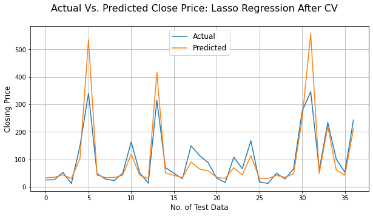 Actual Vs. Predicted Close Price: Lasso Regression After CV
Actual
Predicted
Closing Price
500
400
300
200
100
0
0 5 10 15 20 25 30 35
No. of Test Data